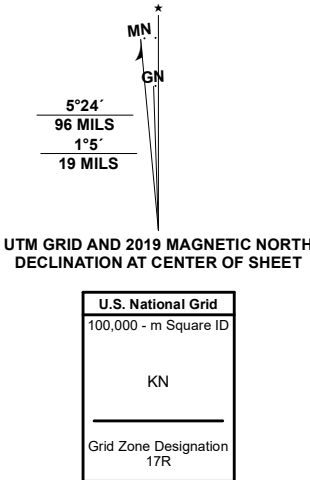 ★
MN
GN
5°24´
96 MILS
1°5´
19 MILS
UTM GRID AND 2019 MAGNETIC NORTH
DECLINATION AT CENTER OF SHEET
U.S. National Grid
100,000 - m Square ID
KN
Grid Zone Designation
17R